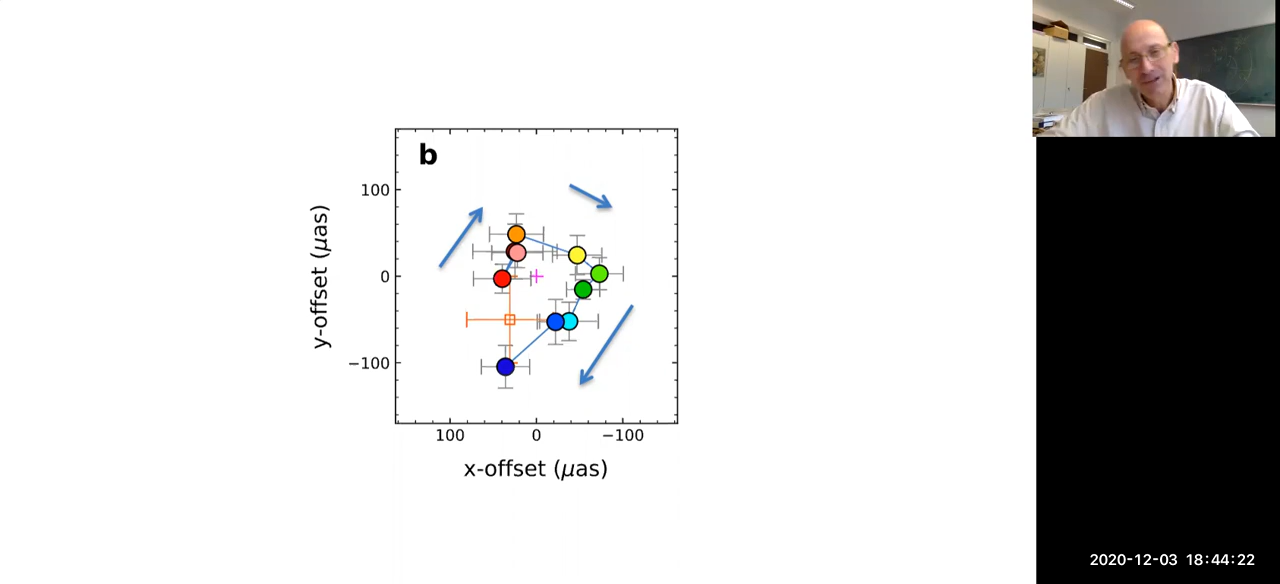 b
100
0
−100
y-offset (μas)
100 0 −100
x-offset (μas)
2020-12-03 18:44:22